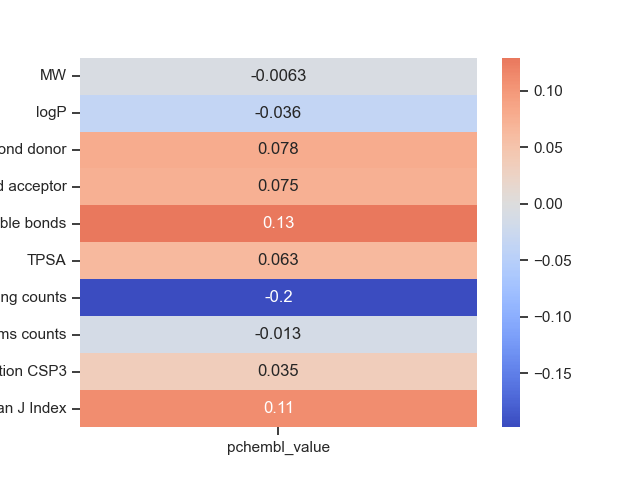 MW -0.0063
logP -0.036
ond donor 0.078
d acceptor 0.075
ble bonds 0.13
TPSA 0.063
ng counts -0.2
ms counts -0.013
tion CSP3 0.035
an J Index 0.11
pchembl_value
0.10
0.05
0.00
−0.05
−0.10
−0.15